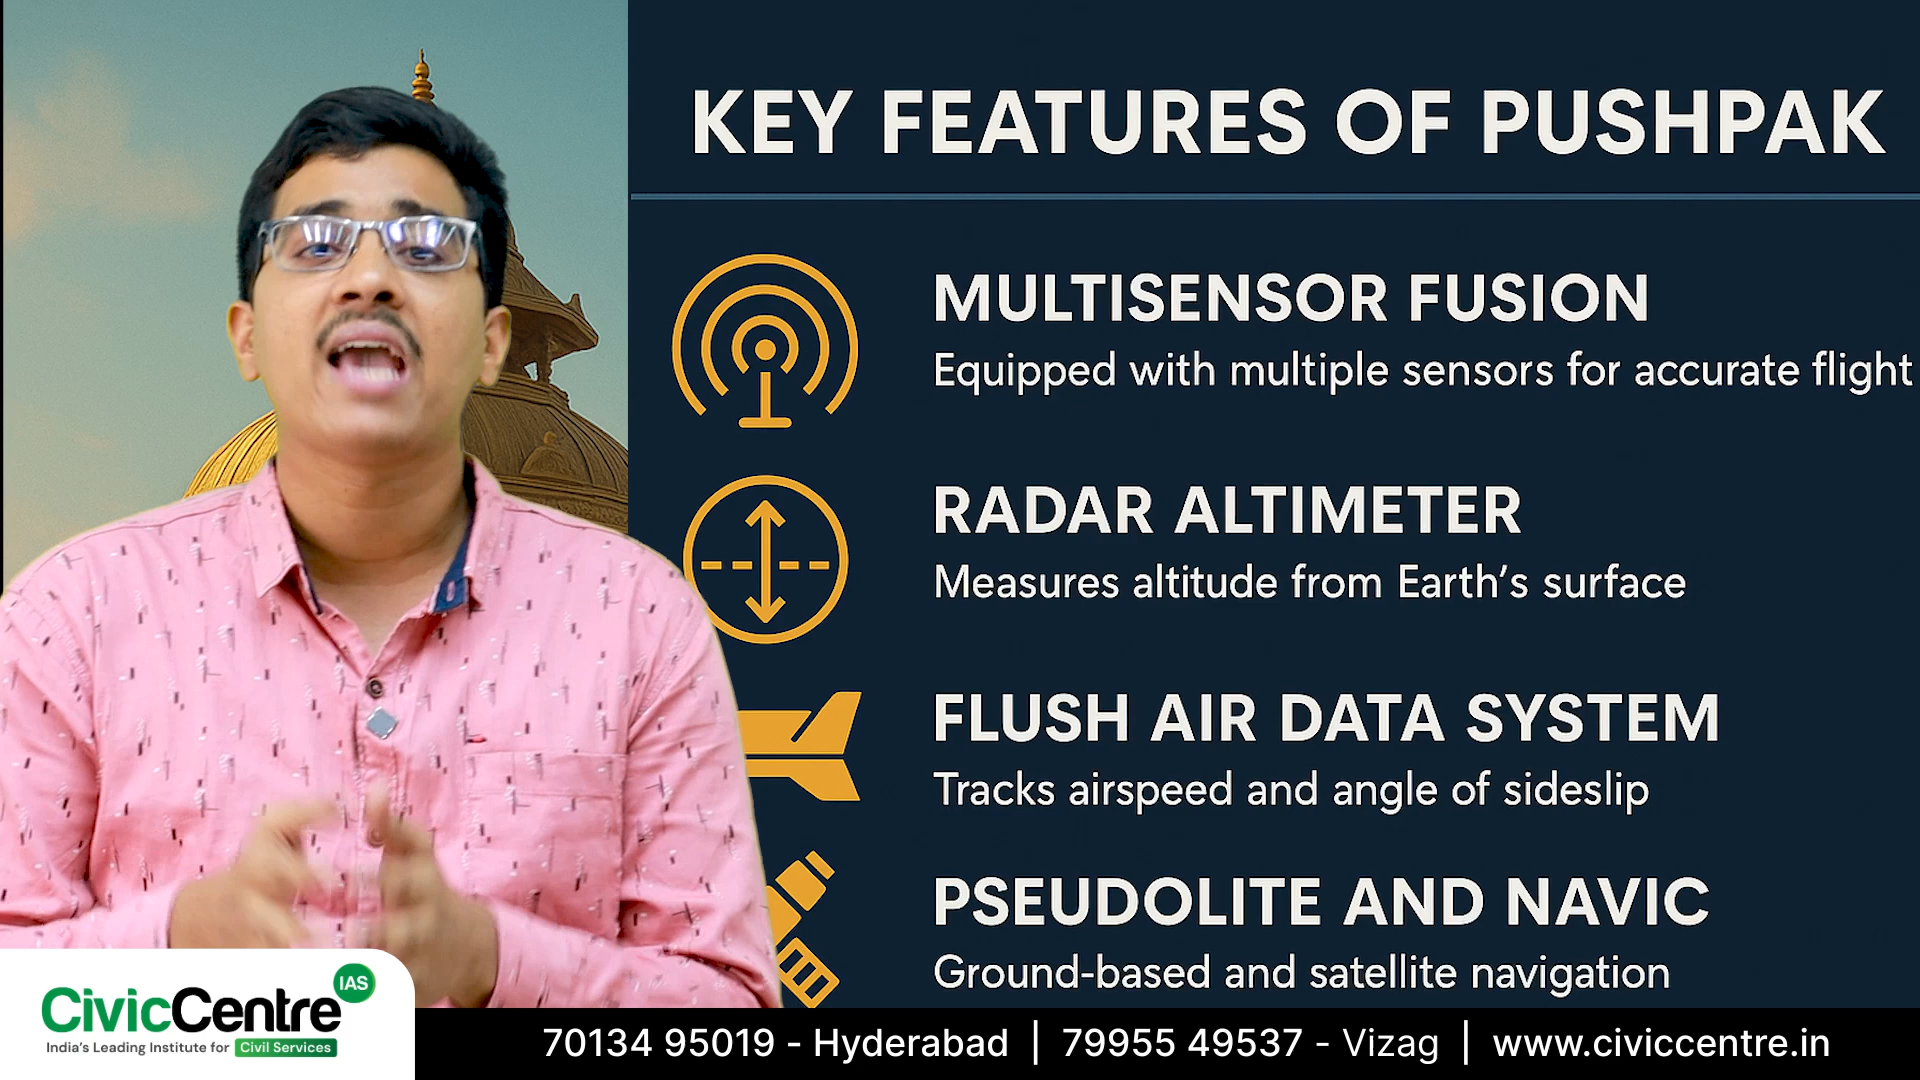 KEY FEATURES OF PUSHPAK
MULTISENSOR FUSION
Equipped with multiple sensors for accurate flight
RADAR ALTIMETER
Measures altitude from Earth's surface
FLUSH AIR DATA SYSTEM
Tracks airspeed and angle of sideslip
PSEUDOLITE AND NAVIC
Ground-based and satellite navigation
CivicCentre IAS
India's Leading Institute for Civil Services
70134 95019 - Hyderabad | 79955 49537 - Vizag | www.civiccentre.in